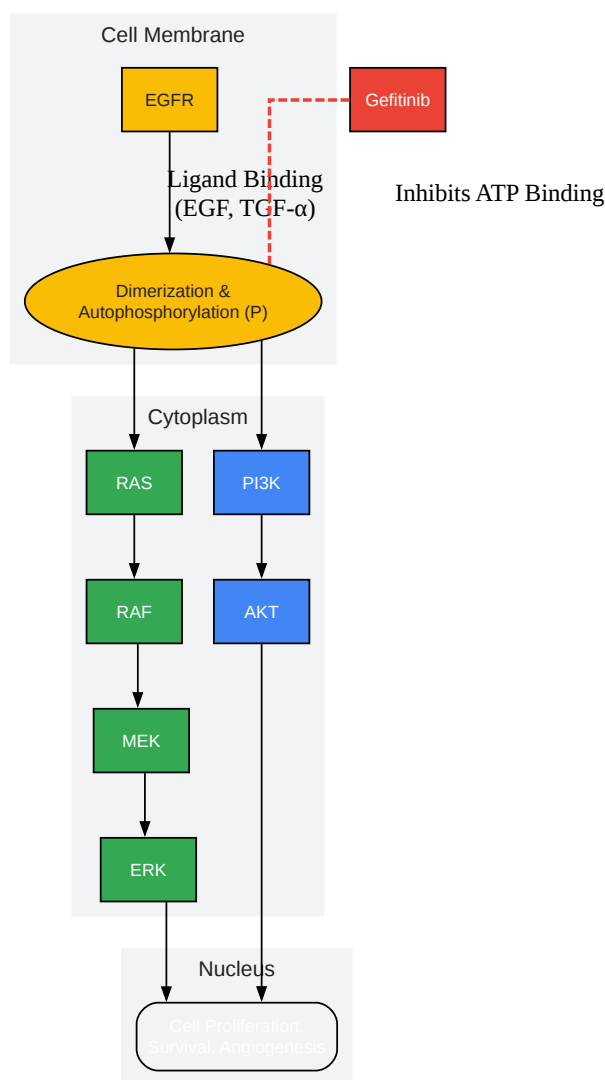 Cell Membrane
EGFR
Gefitinib
Ligand Binding
(EGF, TGF-α)
Inhibits ATP Binding
Dimerization &
Autophosphorylation (P)
Cytoplasm
RAS
PI3K
RAF
AKT
MEK
ERK
Nucleus
Cell Proliferation,
Survival, Angiogenesis